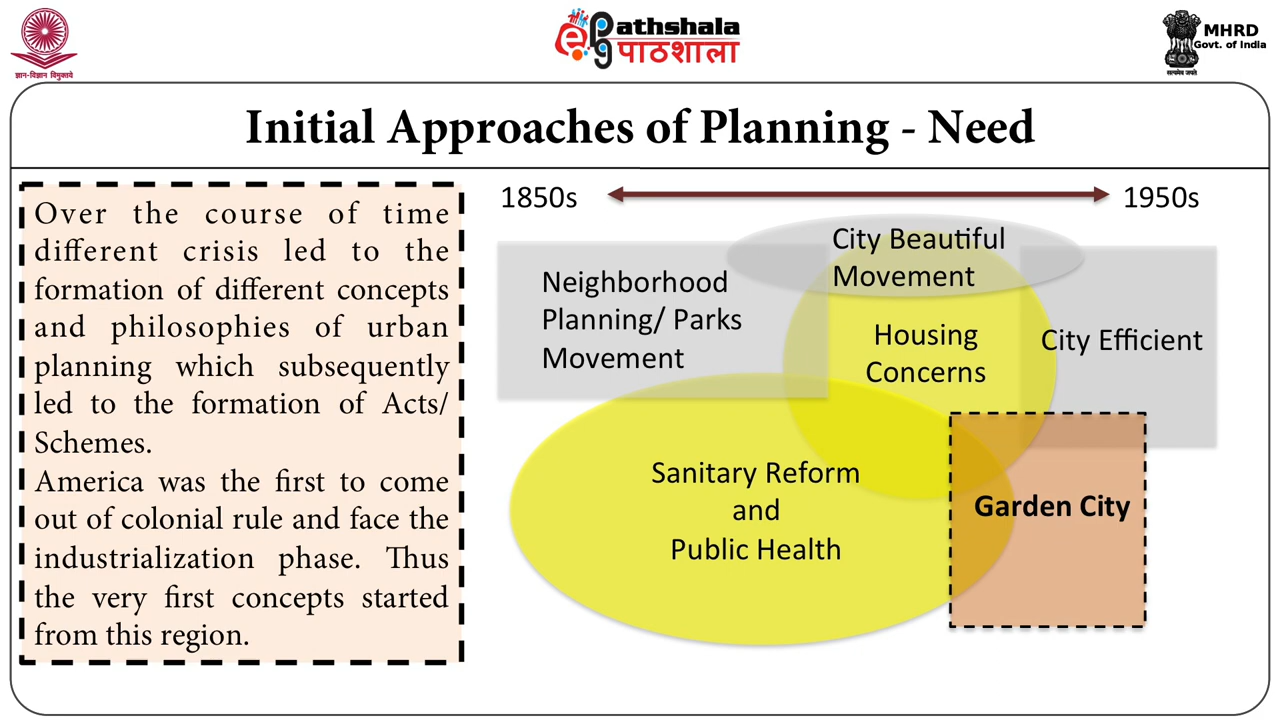 ज्ञान-विज्ञान विमुक्तये
ePathshala
पाठशाला
MHRD
Govt. of India
सत्यमेव जयते
Initial Approaches of Planning - Need
Over the course of time
different crisis led to the
formation of different concepts
and philosophies of urban
planning which subsequently
led to the formation of Acts/
Schemes.
America was the first to come
out of colonial rule and face the
industrialization phase. Thus
the very first concepts started
from this region.
1850s
1950s
City Beautiful
Movement
Neighborhood
Planning/ Parks
Movement
Housing
Concerns
City Efficient
Sanitary Reform
and
Public Health
Garden City